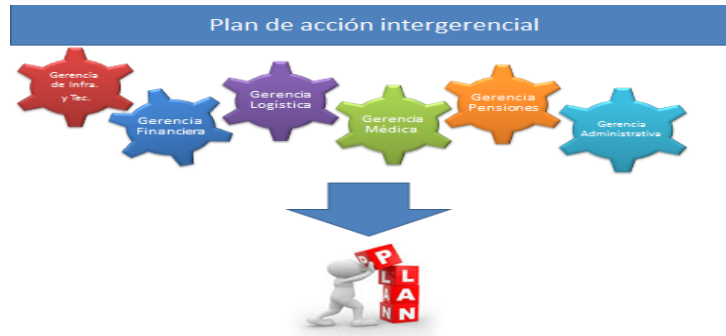 Plan de acción intergerencial
Gerencia
de Infra.
y Tec.
Gerencia
Financiera
Gerencia
Logística
Gerencia
Médica
Gerencia
Pensiones
Gerencia
Administrativa
P
PLAN
LAN